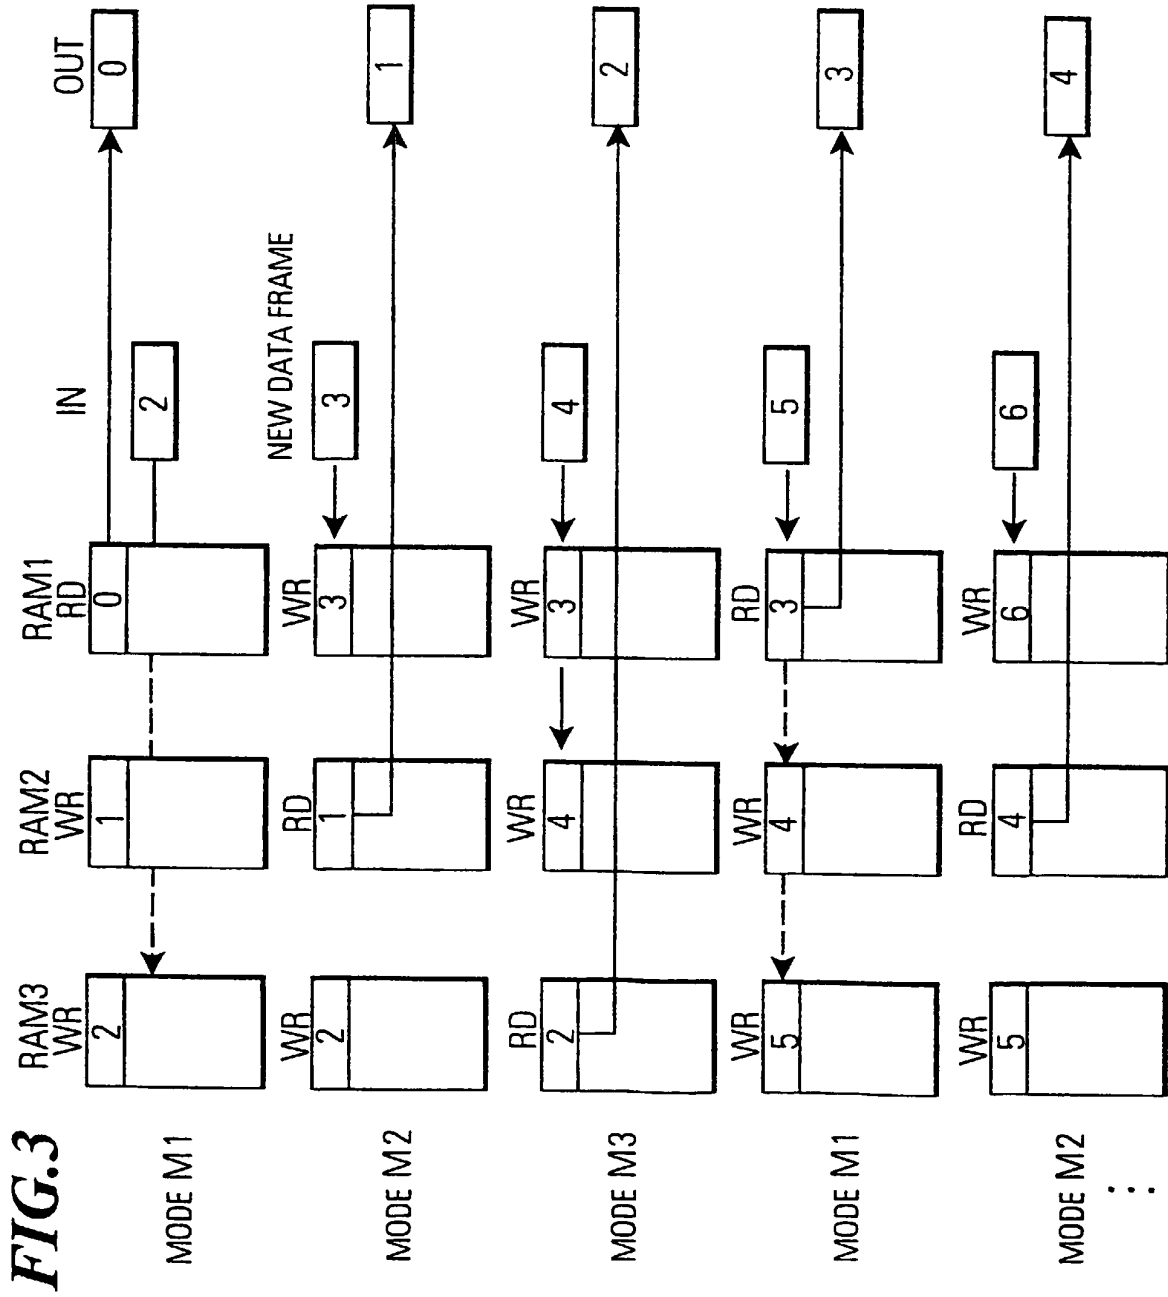 FIG.3
RAM3 RAM2 RAM1 IN OUT
WR WR RD
MODE M1 2 1 0 2 0
NEW DATA FRAME
WR RD WR
MODE M2 2 1 3 3 1
RD WR WR
MODE M3 2 4 3 4 2
WR WR RD
MODE M1 5 4 3 5 3
WR RD WR
MODE M2 5 4 6 6 4